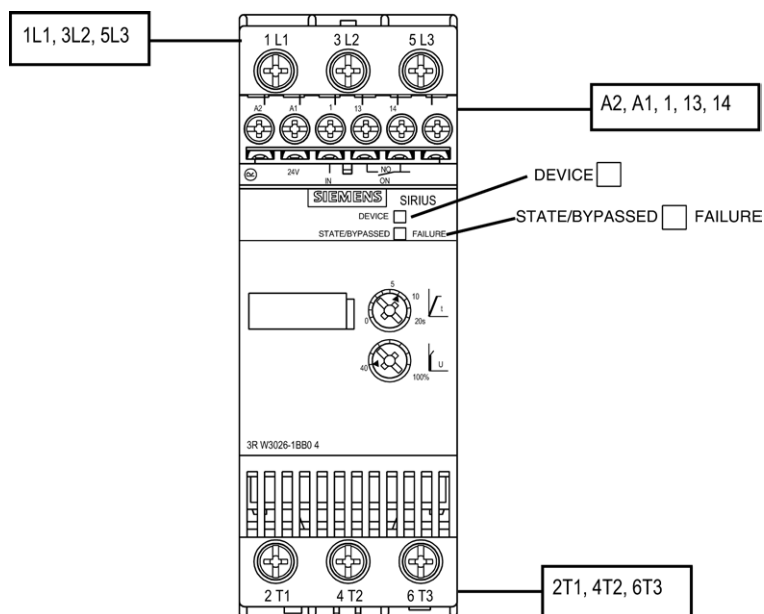 1L1, 3L2, 5L3
1 L1 3 L2 5 L3
A2 A1 1 13 14
A2, A1, 1, 13, 14
24V NO
IN ON
SIEMENS SIRIUS
DEVICE
STATE/BYPASSED FAILURE
DEVICE
STATE/BYPASSED FAILURE
5
10
0 20s t
40 100% U
3R W3026-1BB0 4
2 T1 4 T2 6 T3
2T1, 4T2, 6T3